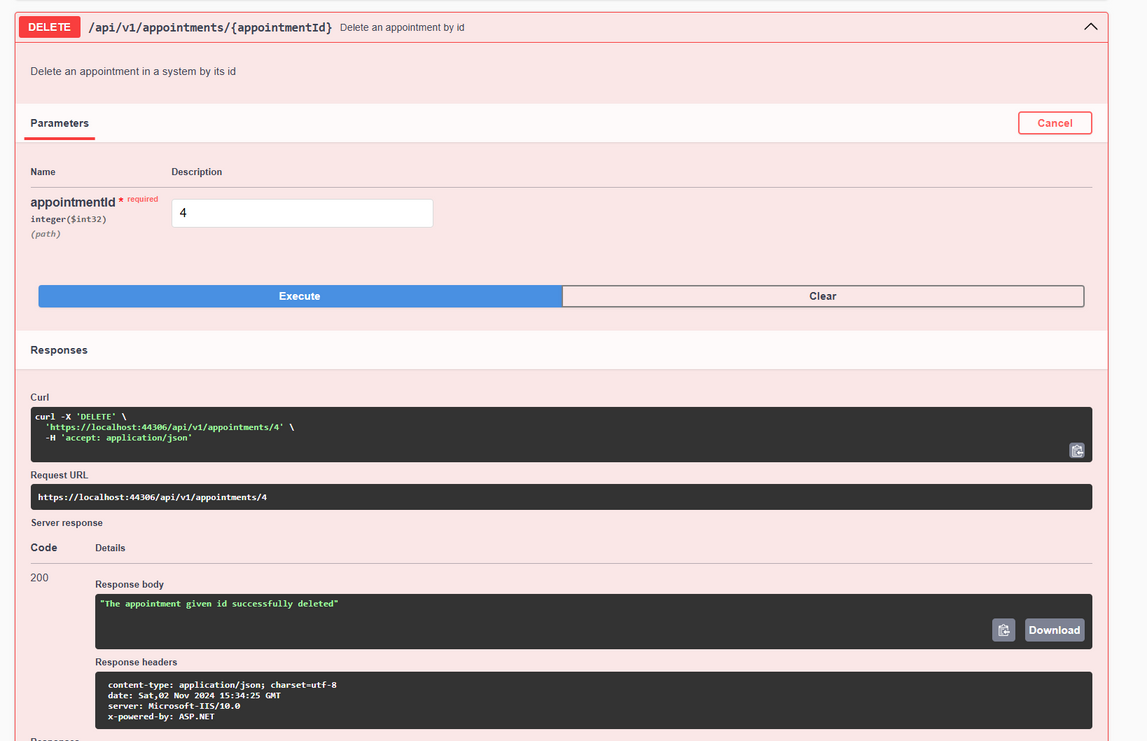 DELETE /api/v1/appointments/{appointmentId} Delete an appointment by id
Delete an appointment in a system by its id
Parameters Cancel
Name Description
appointmentId * required
integer($int32)
(path)
4
Execute Clear
Responses
Curl
curl -X 'DELETE' \
'https://localhost:44306/api/v1/appointments/4' \
-H 'accept: application/json'
Request URL
https://localhost:44306/api/v1/appointments/4
Server response
Code Details
200
Response body
"The appointment given id successfully deleted"
Download
Response headers
content-type: application/json; charset=utf-8
date: Sat,02 Nov 2024 15:34:25 GMT
server: Microsoft-IIS/10.0
x-powered-by: ASP.NET
Responses